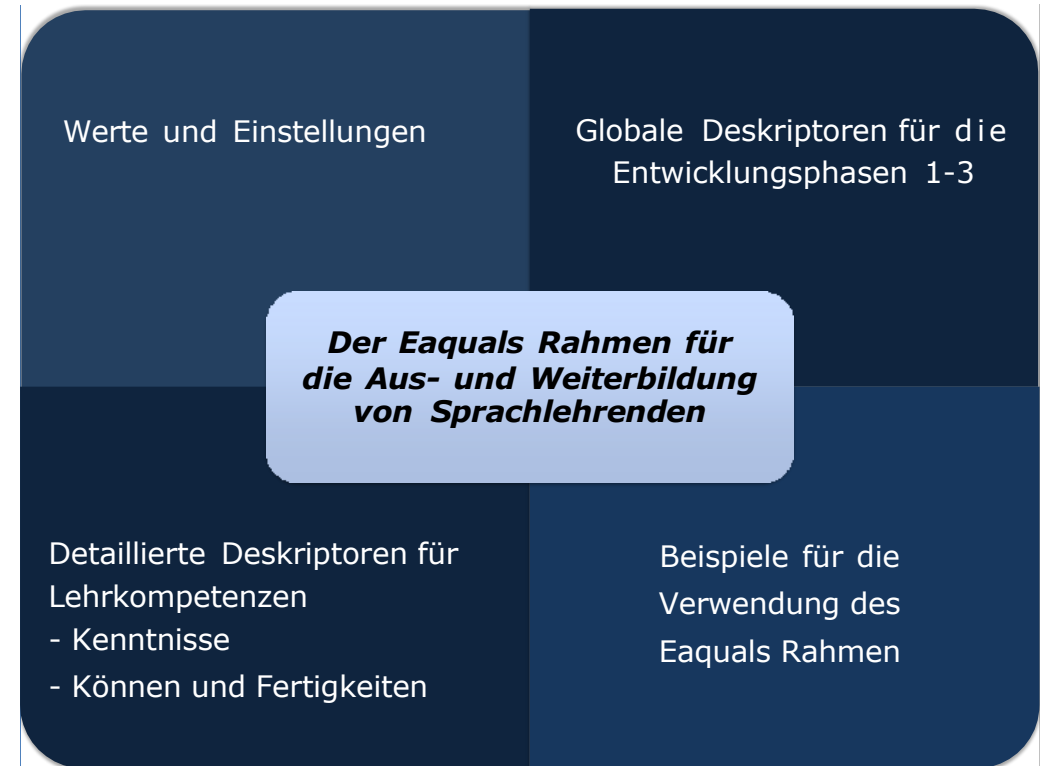 Werte und Einstellungen
Globale Deskriptoren für die
Entwicklungsphasen 1-3
Der Eaquals Rahmen für
die Aus- und Weiterbildung
von Sprachlehrenden
Detaillierte Deskriptoren für
Lehrkompetenzen
- Kenntnisse
- Können und Fertigkeiten
Beispiele für die
Verwendung des
Eaquals Rahmen